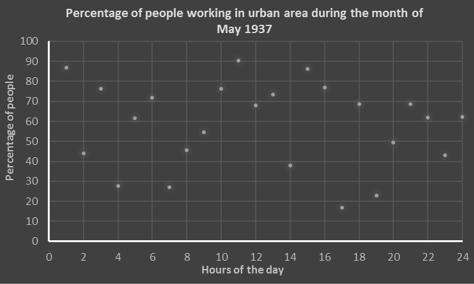 Percentage of people working in urban area during the month of
May 1937
Percentage of people
100
90
80
70
60
50
40
30
20
10
0
0 2 4 6 8 10 12 14 16 18 20 22 24
Hours of the day